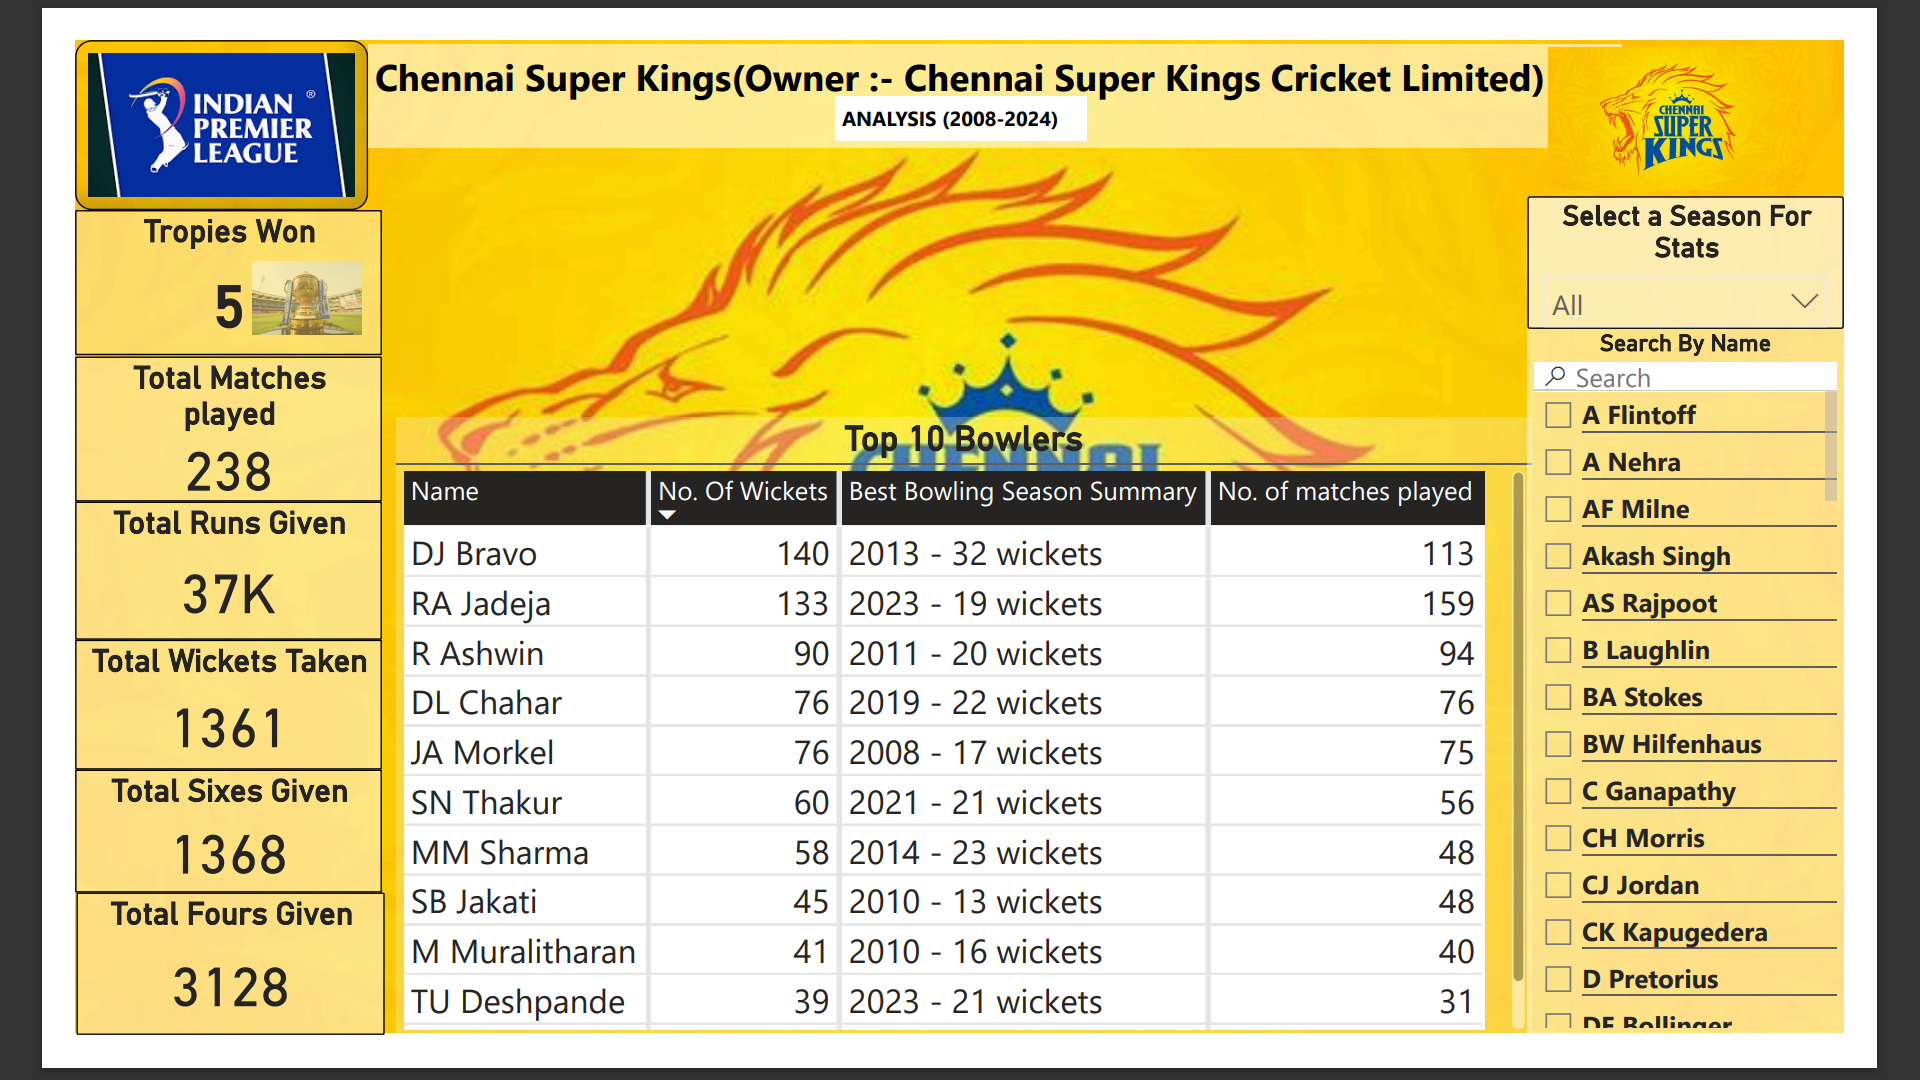 INDIAN
PREMIER
LEAGUE
®
Chennai Super Kings(Owner :- Chennai Super Kings Cricket Limited)
ANALYSIS (2008-2024)
CHENNAI
SUPER
KINGS
Tropies Won
5
Total Matches
played
238
Total Runs Given
37K
Total Wickets Taken
1361
Total Sixes Given
1368
Total Fours Given
3128
CHENNAI
Top 10 Bowlers
Name No. Of Wickets Best Bowling Season Summary No. of matches played
DJ Bravo 140 2013 - 32 wickets 113
RA Jadeja 133 2023 - 19 wickets 159
R Ashwin 90 2011 - 20 wickets 94
DL Chahar 76 2019 - 22 wickets 76
JA Morkel 76 2008 - 17 wickets 75
SN Thakur 60 2021 - 21 wickets 56
MM Sharma 58 2014 - 23 wickets 48
SB Jakati 45 2010 - 13 wickets 48
M Muralitharan 41 2010 - 16 wickets 40
TU Deshpande 39 2023 - 21 wickets 31
Select a Season For
Stats
All
Search By Name
Search
A Flintoff
A Nehra
AF Milne
Akash Singh
AS Rajpoot
B Laughlin
BA Stokes
BW Hilfenhaus
C Ganapathy
CH Morris
CJ Jordan
CK Kapugedera
D Pretorius
DE Bollinger